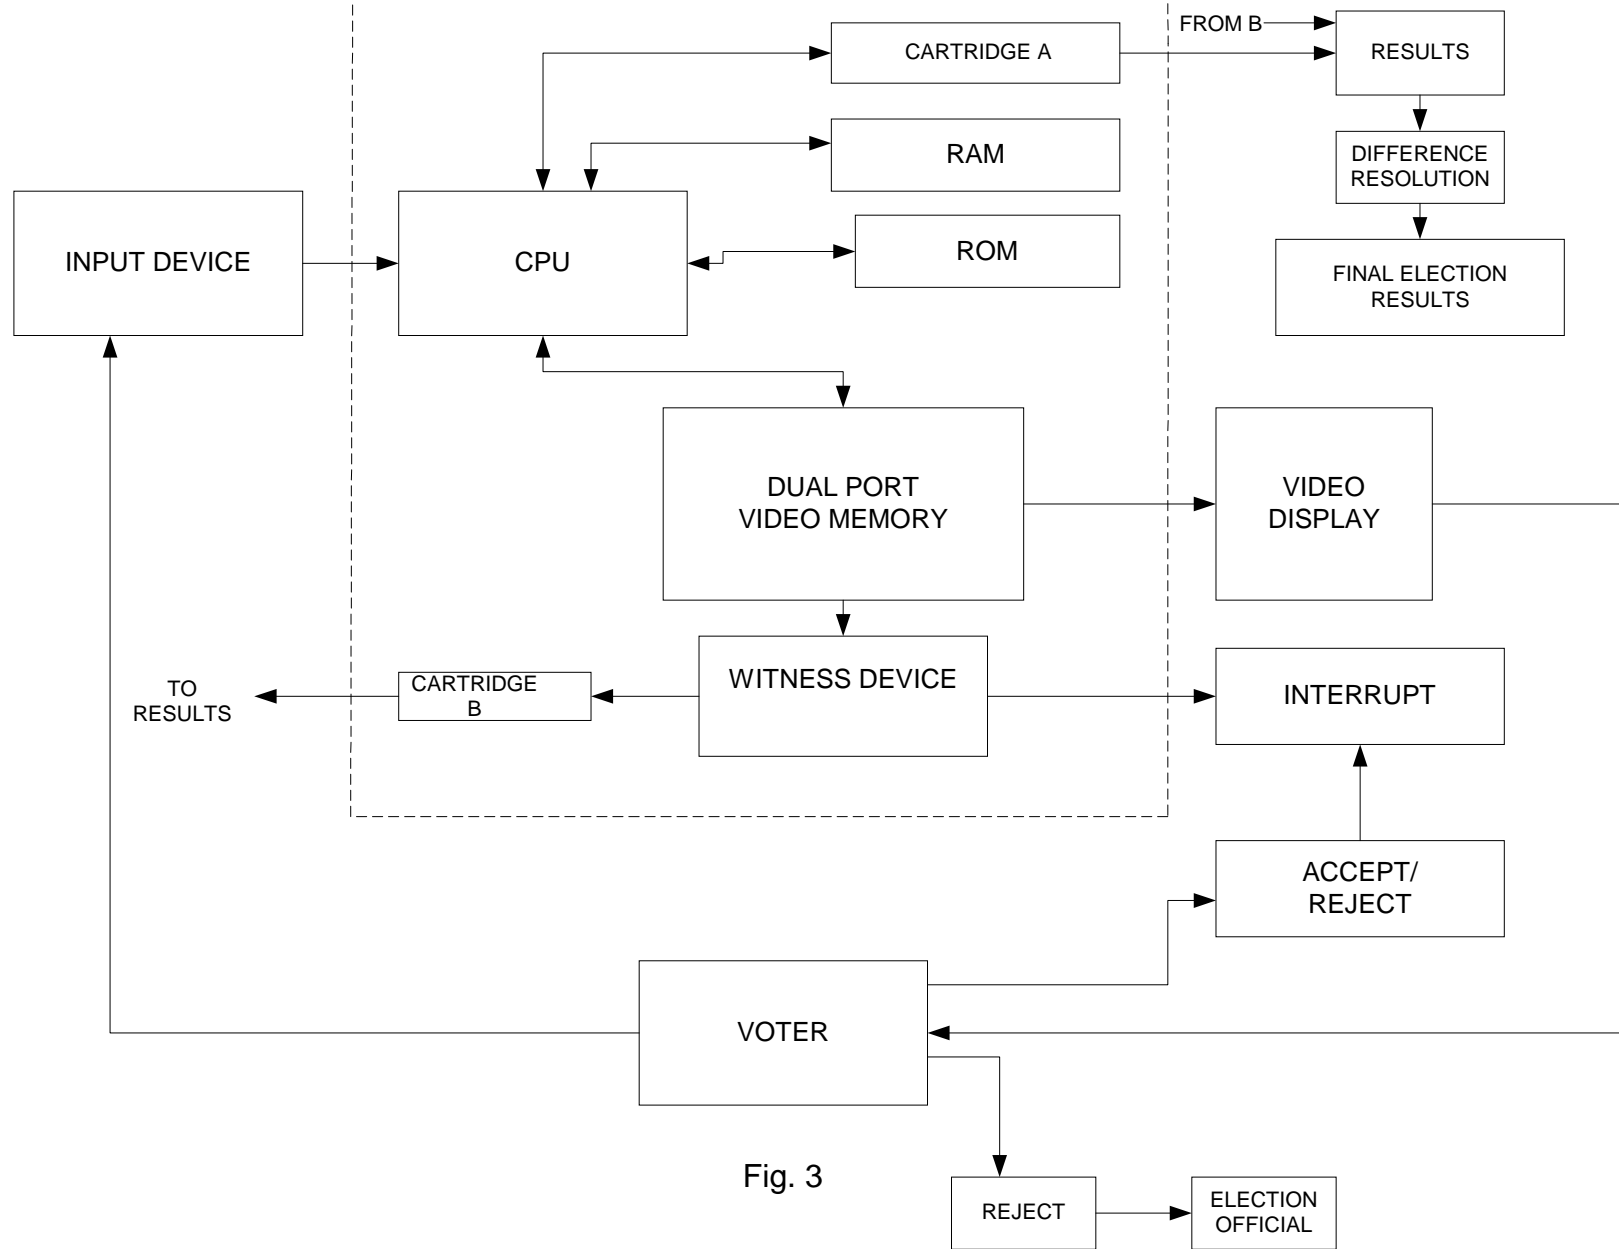 FROM B
CARTRIDGE A
RESULTS
RAM
DIFFERENCE
RESOLUTION
INPUT DEVICE
CPU
ROM
FINAL ELECTION
RESULTS
DUAL PORT
VIDEO MEMORY
VIDEO
DISPLAY
TO
RESULTS
CARTRIDGE
B
WITNESS DEVICE
INTERRUPT
ACCEPT/
REJECT
VOTER
Fig. 3
REJECT
ELECTION
OFFICIAL